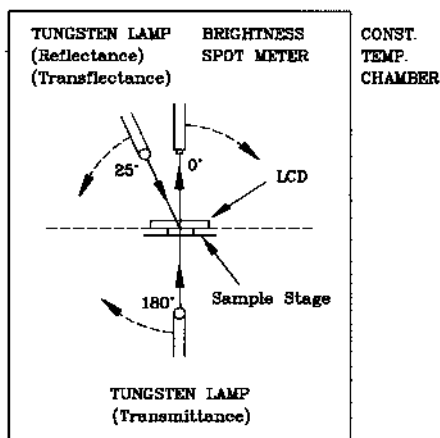 TUNGSTEN LAMP BRIGHTNESS CONST.
(Reflectance) SPOT METER TEMP.
(Transflectance) CHAMBER
25°
0°
LCD
180°
Sample Stage
TUNGSTEN LAMP
(Transmittance)